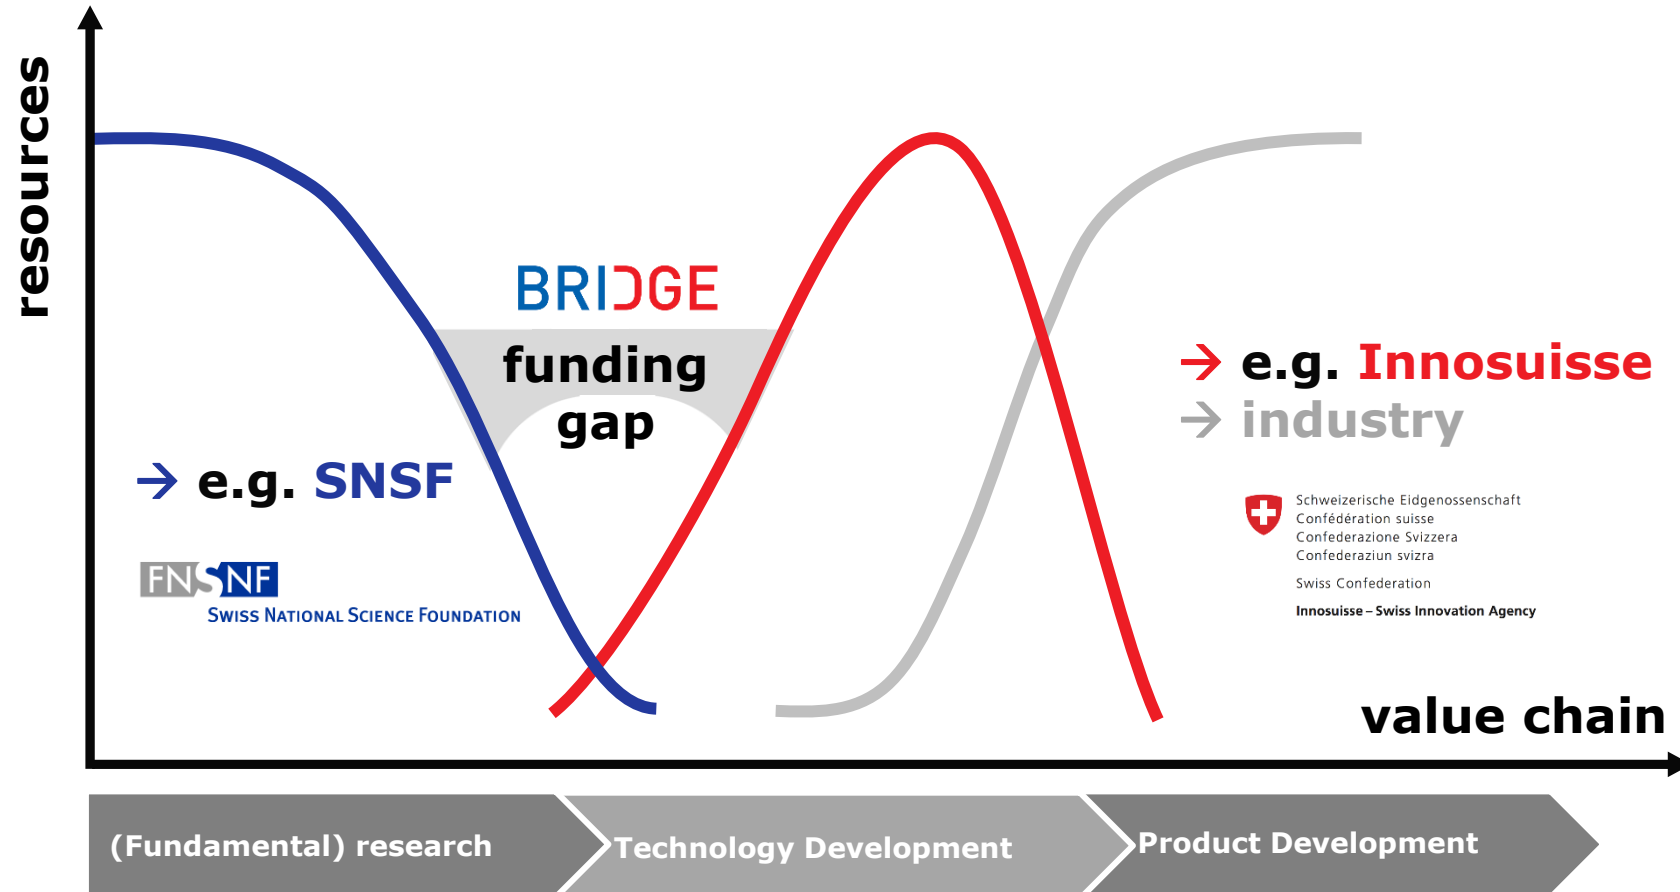 resources
BRIDGE
funding
gap
→ e.g. Innosuisse
→ industry
→ e.g. SNSF
Schweizerische Eidgenossenschaft
Confédération suisse
Confederazione Svizzera
Confederaziun svizra
Swiss Confederation
Innosuisse – Swiss Innovation Agency
FNSNF
SWISS NATIONAL SCIENCE FOUNDATION
value chain
(Fundamental) research
Technology Development
Product Development